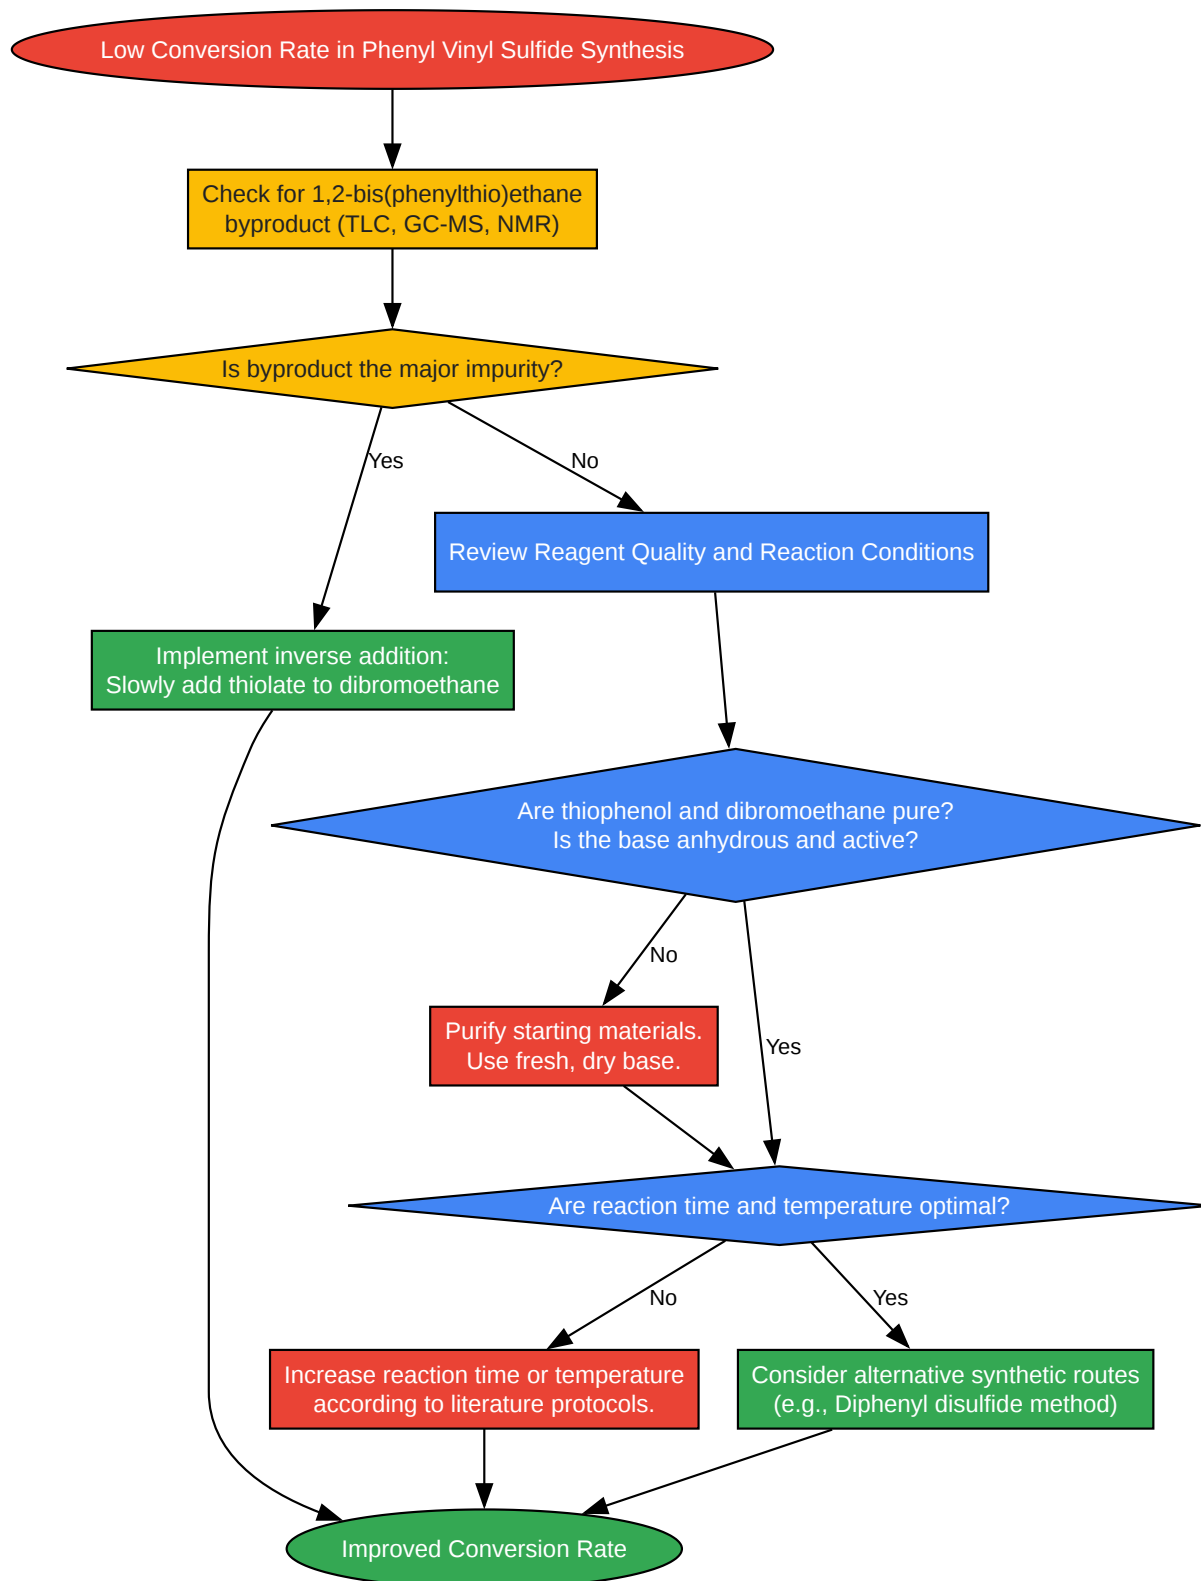 Low Conversion Rate in Phenyl Vinyl Sulfide Synthesis
Check for 1,2-bis(phenylthio)ethane
byproduct (TLC, GC-MS, NMR)
Is byproduct the major impurity?
Yes
No
Review Reagent Quality and Reaction Conditions
Implement inverse addition:
Slowly add thiolate to dibromoethane
Are thiophenol and dibromoethane pure?
Is the base anhydrous and active?
No
Purify starting materials.
Use fresh, dry base.
Yes
Are reaction time and temperature optimal?
No
Yes
Increase reaction time or temperature
according to literature protocols.
Consider alternative synthetic routes
(e.g., Diphenyl disulfide method)
Improved Conversion Rate